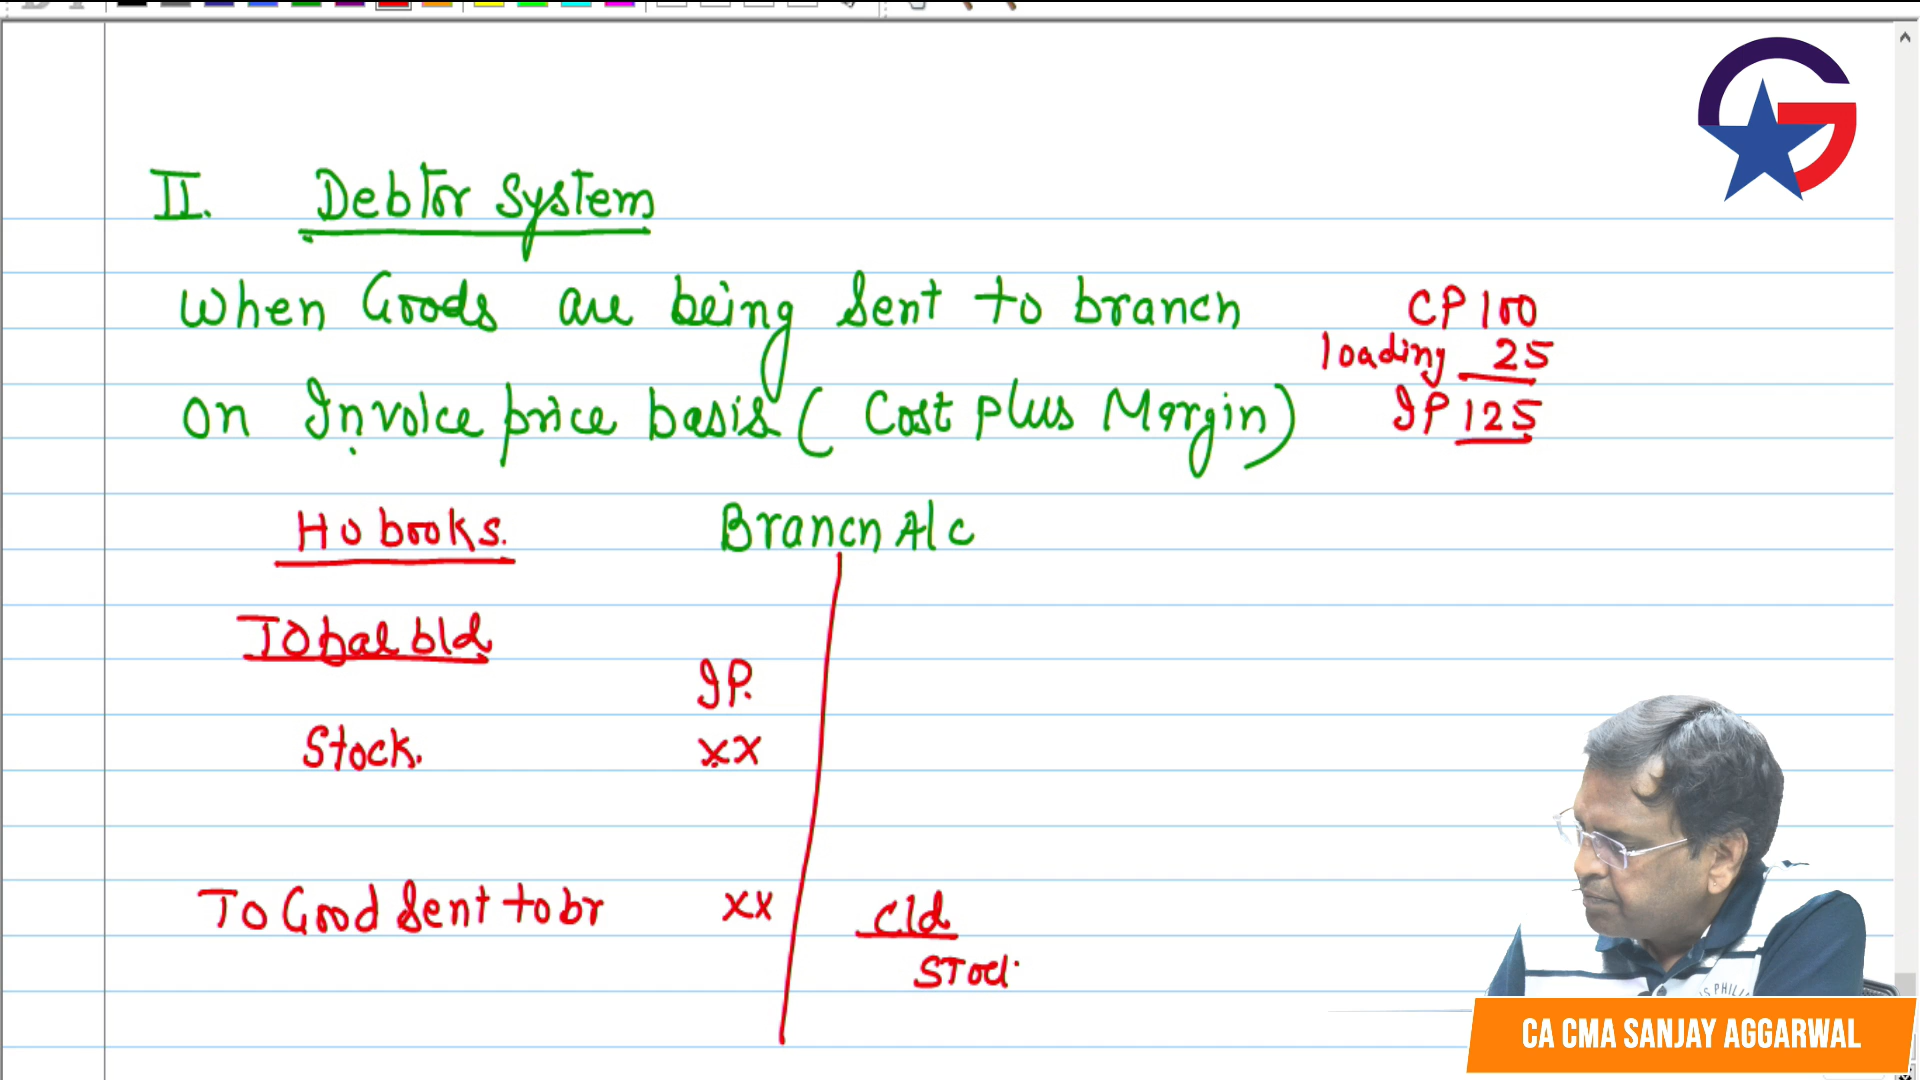 II. Debtor System
When Goods are being sent to branch
on Invoice price basis ( Cost plus Margin)
CP 100
loading 25
IP 125
HO books.
Branch A/c
To bal b/d
IP.
Stock. xx
To Good sent to br xx
c/d
Stock
S PHILI
CA CMA SANJAY AGGARWAL